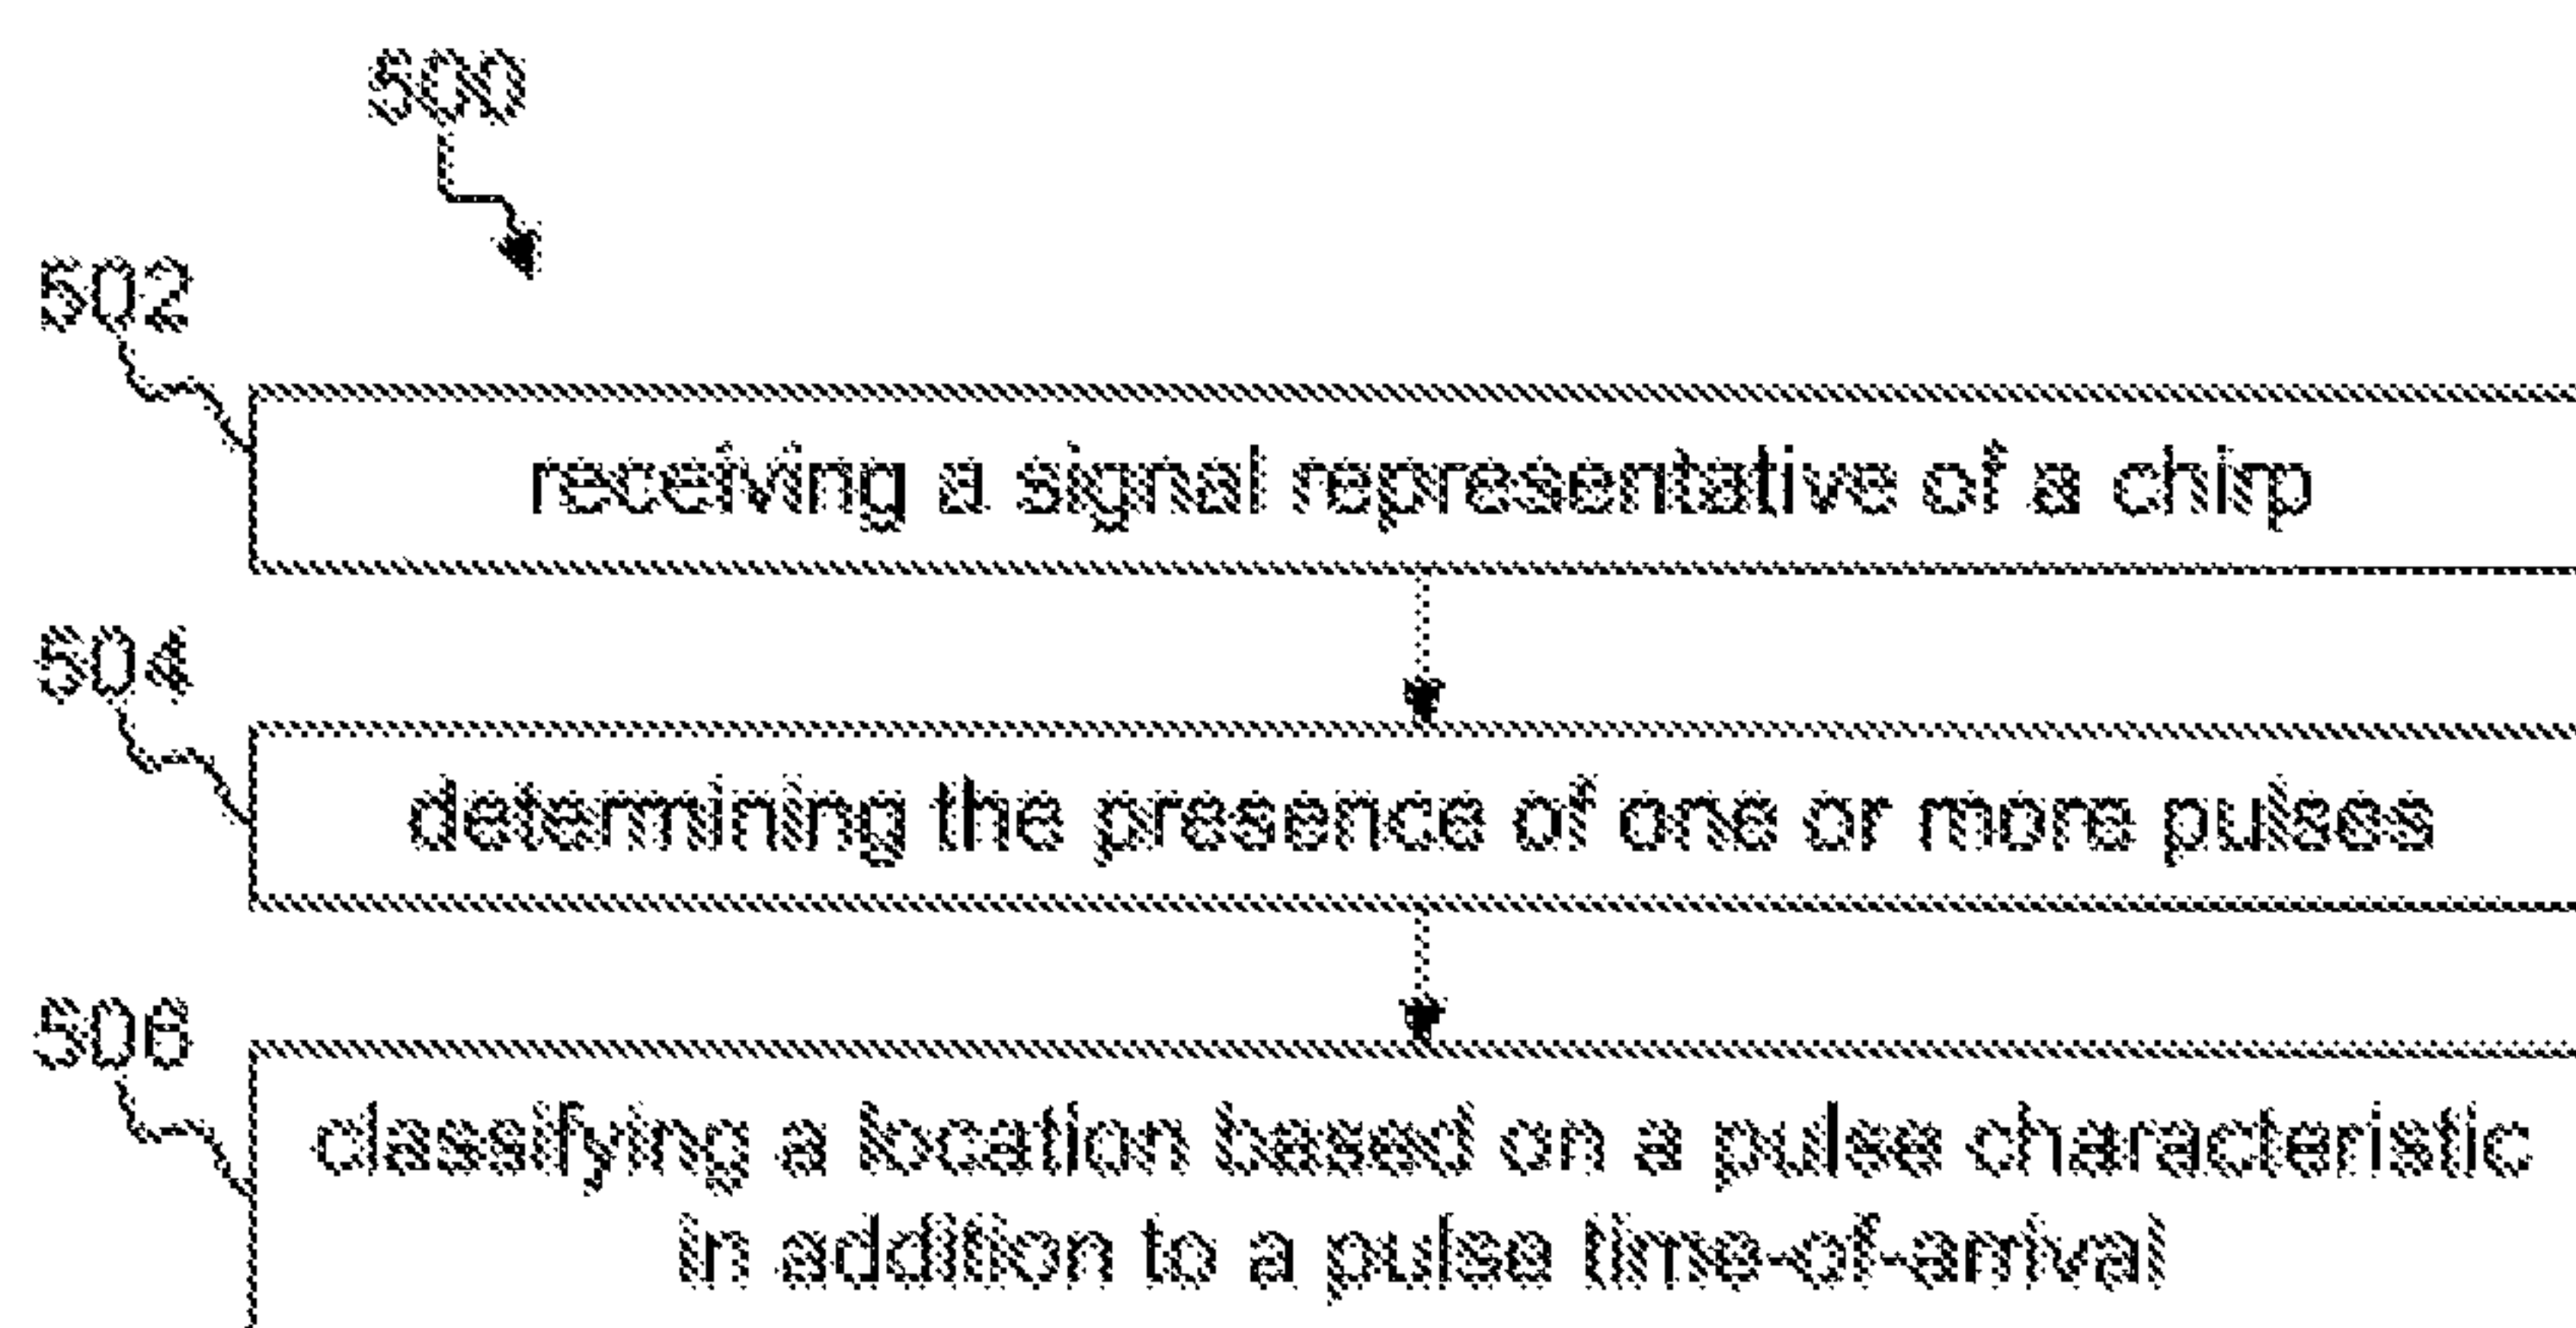 500
502
receiving a signal representative of a chirp
504
determining the presence of one or more pulses
506
classifying a location based on a pulse characteristic
in addition to a pulse time-of-arrival